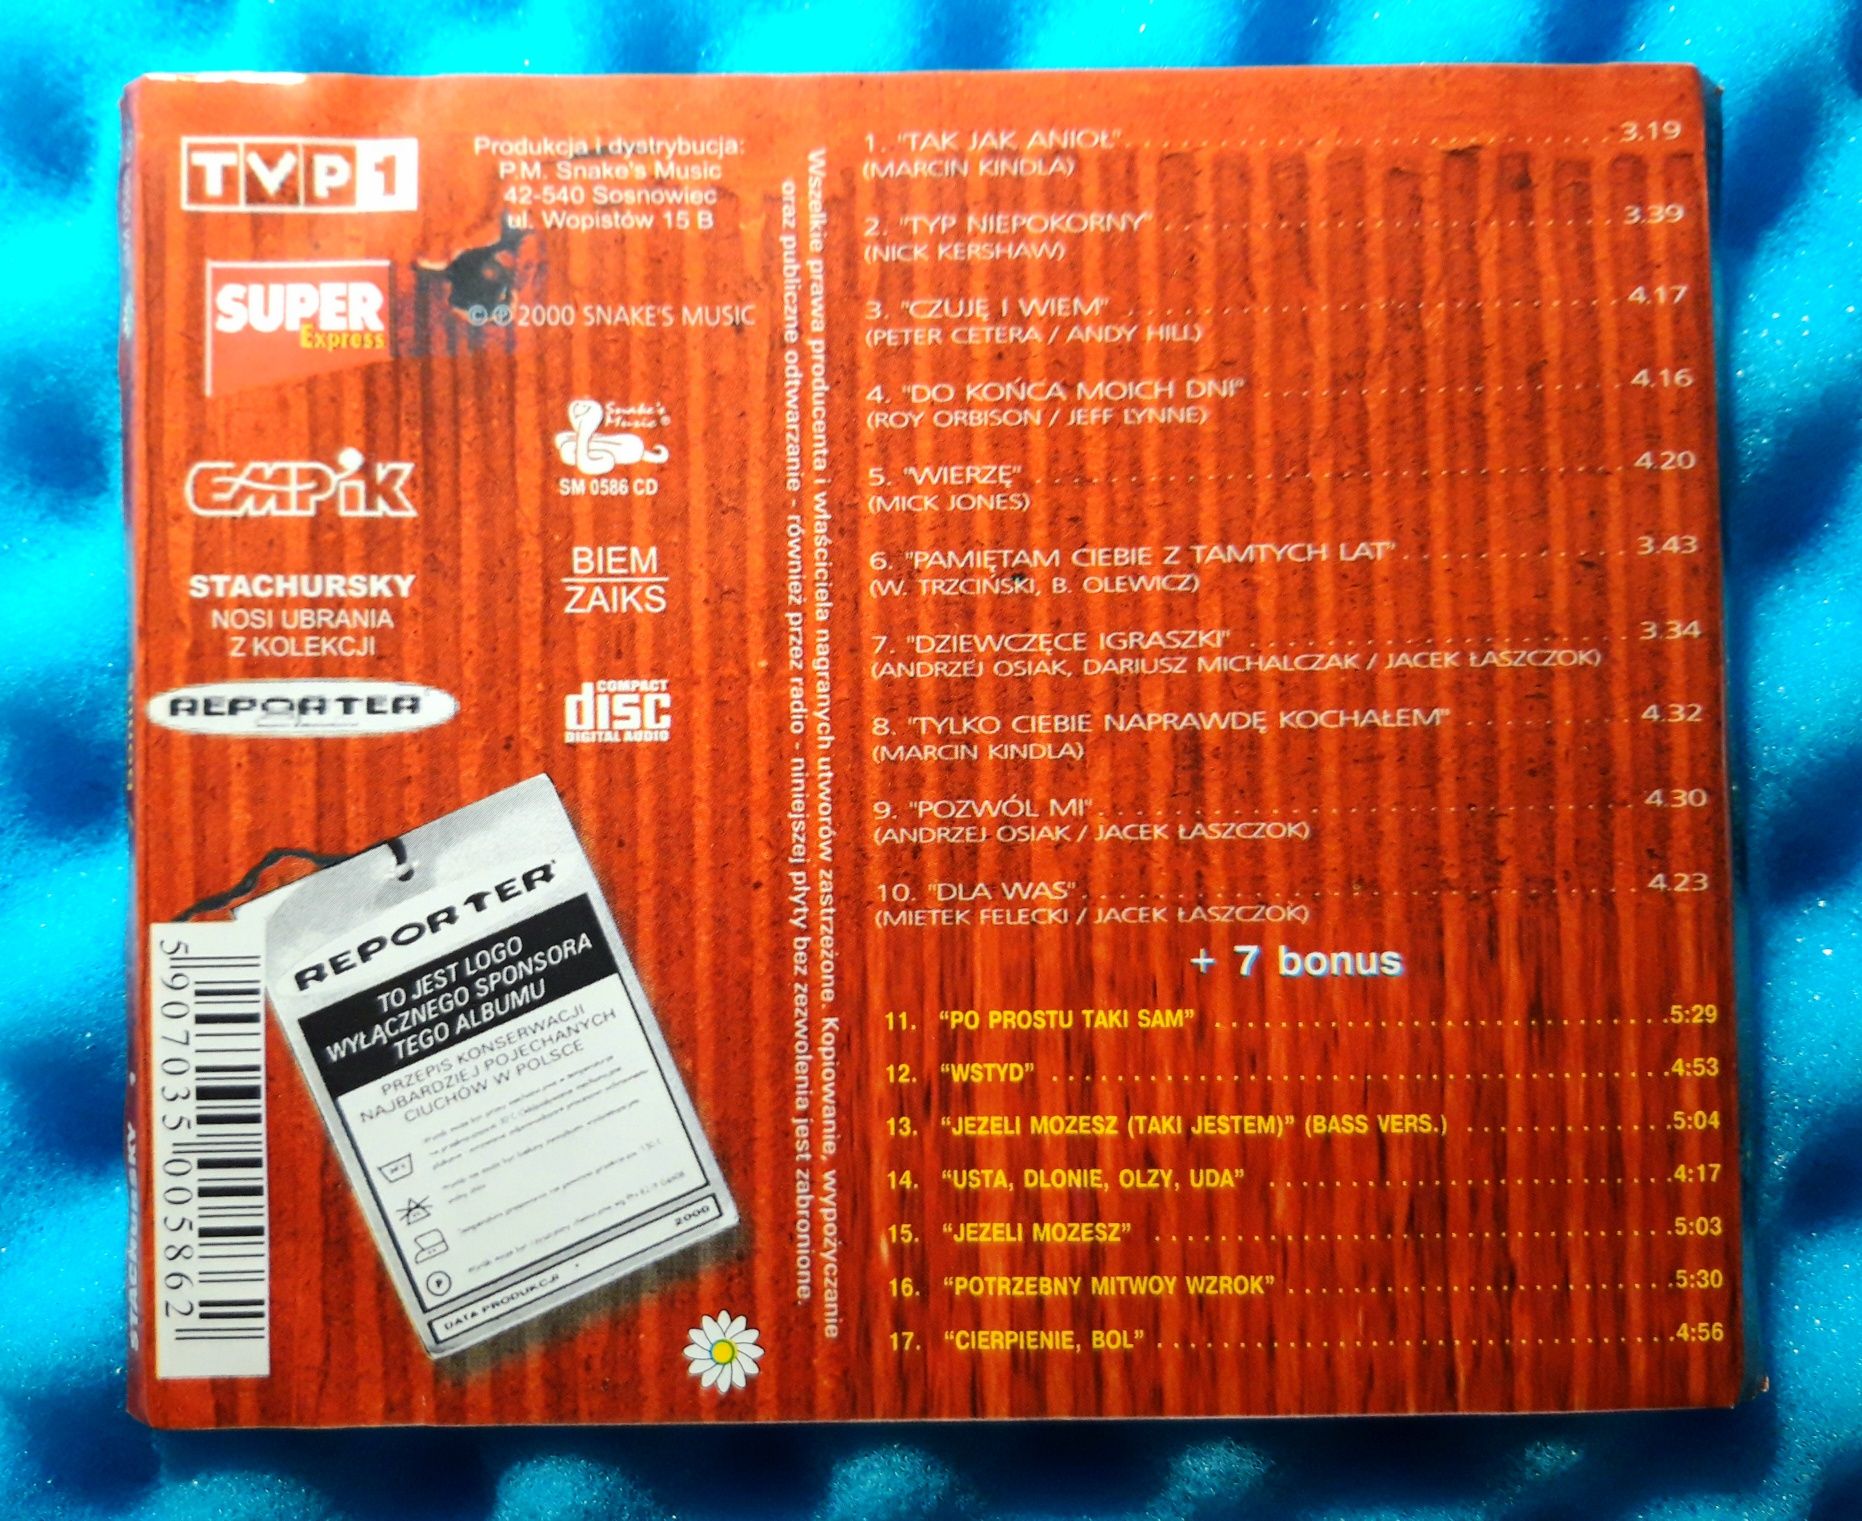 TVP1
SUPER
Express
EMPiK
STACHURSKY
NOSI UBRANIA
Z KOLEKCJI
REPORTER
Produkcja i dystrybucja:
P.M. Snake's Music
42-540 Sosnowiec
ul. Wopistów 15 B
©℗2000 SNAKE'S MUSIC
Snake's
Music®
SM 0586 CD
BIEM
ZAIKS
COMPACT
disc
DIGITAL AUDIO
REPORTER
TO JEST LOGO
WYŁĄCZNEGO SPONSORA
TEGO ALBUMU
PRZEPIS KONSERWACJI
NAJBARDZIEJ POJECHANYCH
CIUCHÓW W POLSCE
DATA PRODUKCJI 2000
5907035005862
STACHURSKY
Wszelkie prawa producenta i właściciela nagranych utworów zastrzeżone. Kopiowanie, wypożyczanie
oraz publiczne odtwarzanie - również przez radio - niniejszej płyty bez zezwolenia jest zabronione.
1. "TAK JAK ANIOŁ" 3.19
(MARCIN KINDLA)
2. "TYP NIEPOKORNY" 3.39
(NICK KERSHAW)
3. "CZUJĘ I WIEM" 4.17
(PETER CETERA / ANDY HILL)
4. "DO KOŃCA MOICH DNI" 4.16
(ROY ORBISON / JEFF LYNNE)
5. "WIERZĘ" 4.20
(MICK JONES)
6. "PAMIĘTAM CIEBIE Z TAMTYCH LAT" 3.43
(W. TRZCIŃSKI, B. OLEWICZ)
7. "DZIEWCZĘCE IGRASZKI" 3.34
(ANDRZEJ OSIAK, DARIUSZ MICHALCZAK / JACEK ŁASZCZOK)
8. "TYLKO CIEBIE NAPRAWDĘ KOCHAŁEM" 4.32
(MARCIN KINDLA)
9. "POZWÓL MI" 4.30
(ANDRZEJ OSIAK / JACEK ŁASZCZOK)
10. "DLA WAS" 4.23
(MIETEK FELECKI / JACEK ŁASZCZOK)
+ 7 bonus
11. “PO PROSTU TAKI SAM” 5:29
12. “WSTYD” 4:53
13. “JEZELI MOZESZ (TAKI JESTEM)” (BASS VERS.) 5:04
14. “USTA, DLONIE, OLZY, UDA” 4:17
15. “JEZELI MOZESZ” 5:03
16. “POTRZEBNY MITWOY WZROK” 5:30
17. “CIERPIENIE, BOL” 4:56